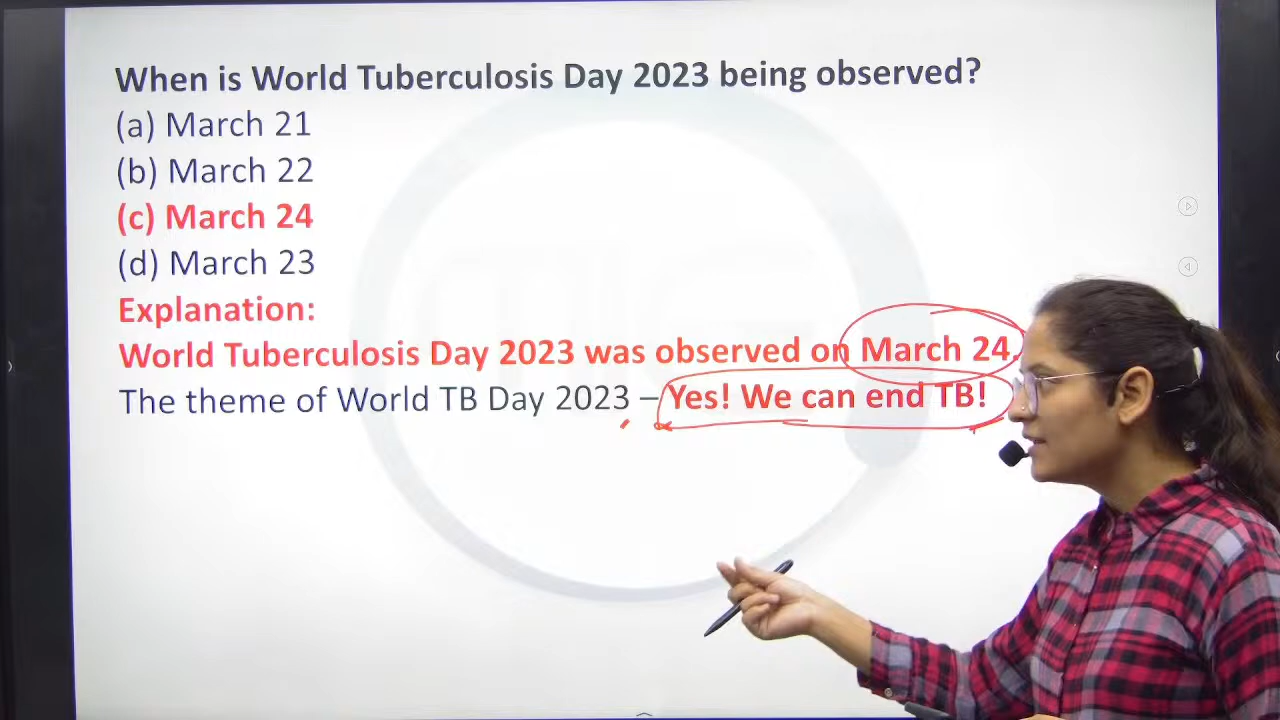 When is World Tuberculosis Day 2023 being observed?
(a) March 21
(b) March 22
(c) March 24
(d) March 23
Explanation:
World Tuberculosis Day 2023 was observed on March 24.
The theme of World TB Day 2023 – Yes! We can end TB!